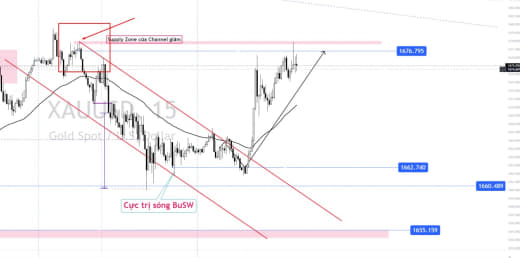 Supply Zone của Channel giảm
1676.795
XAUUSD, 15
Gold Spot / U.S. Dollar
1662.740
1660.489
Cực trị sóng BuSW
1655.159